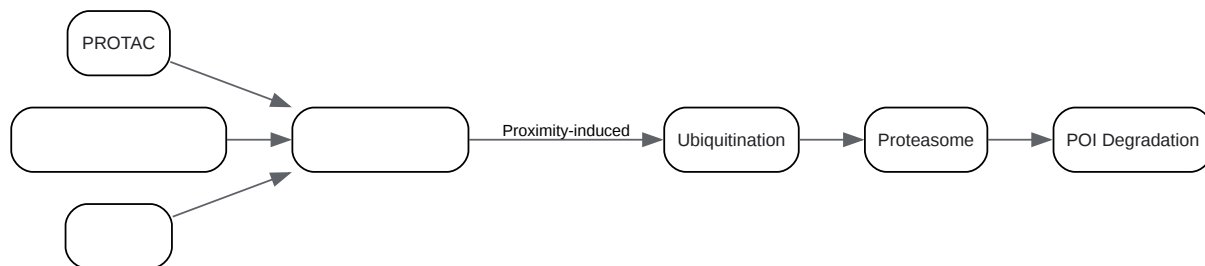 PROTAC
Proximity-induced
Ubiquitination
Proteasome
POI Degradation